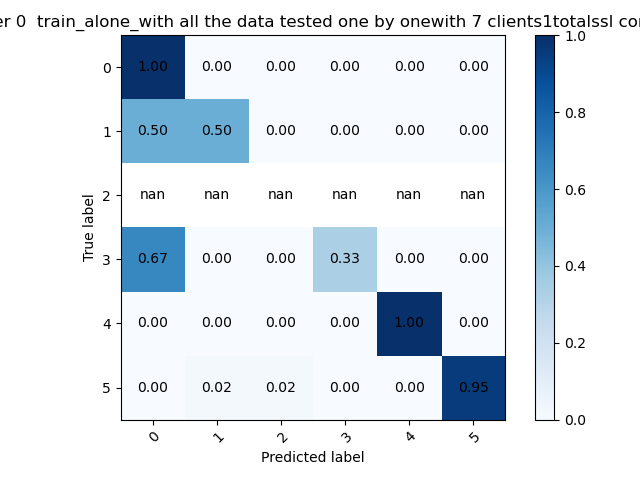 er 0  train_alone_with all the data tested one by onewith 7 clients1totalssl co
1.0
0 1.00 0.00 0.00 0.00 0.00 0.00
0.8
1 0.50 0.50 0.00 0.00 0.00 0.00
2 nan nan nan nan nan nan
0.6
True label
3 0.67 0.00 0.00 0.33 0.00 0.00
0.4
4 0.00 0.00 0.00 0.00 1.00 0.00
0.2
5 0.00 0.02 0.02 0.00 0.00 0.95
0.0
0 1 2 3 4 5
Predicted label